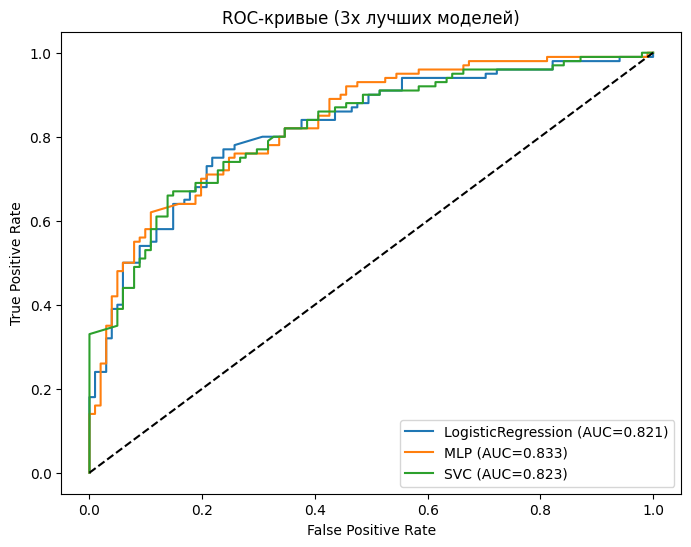 ROC-кривые (3х лучших моделей)
True Positive Rate
1.0
0.8
0.6
0.4
0.2
0.0
LogisticRegression (AUC=0.821)
MLP (AUC=0.833)
SVC (AUC=0.823)
0.0 0.2 0.4 0.6 0.8 1.0
False Positive Rate